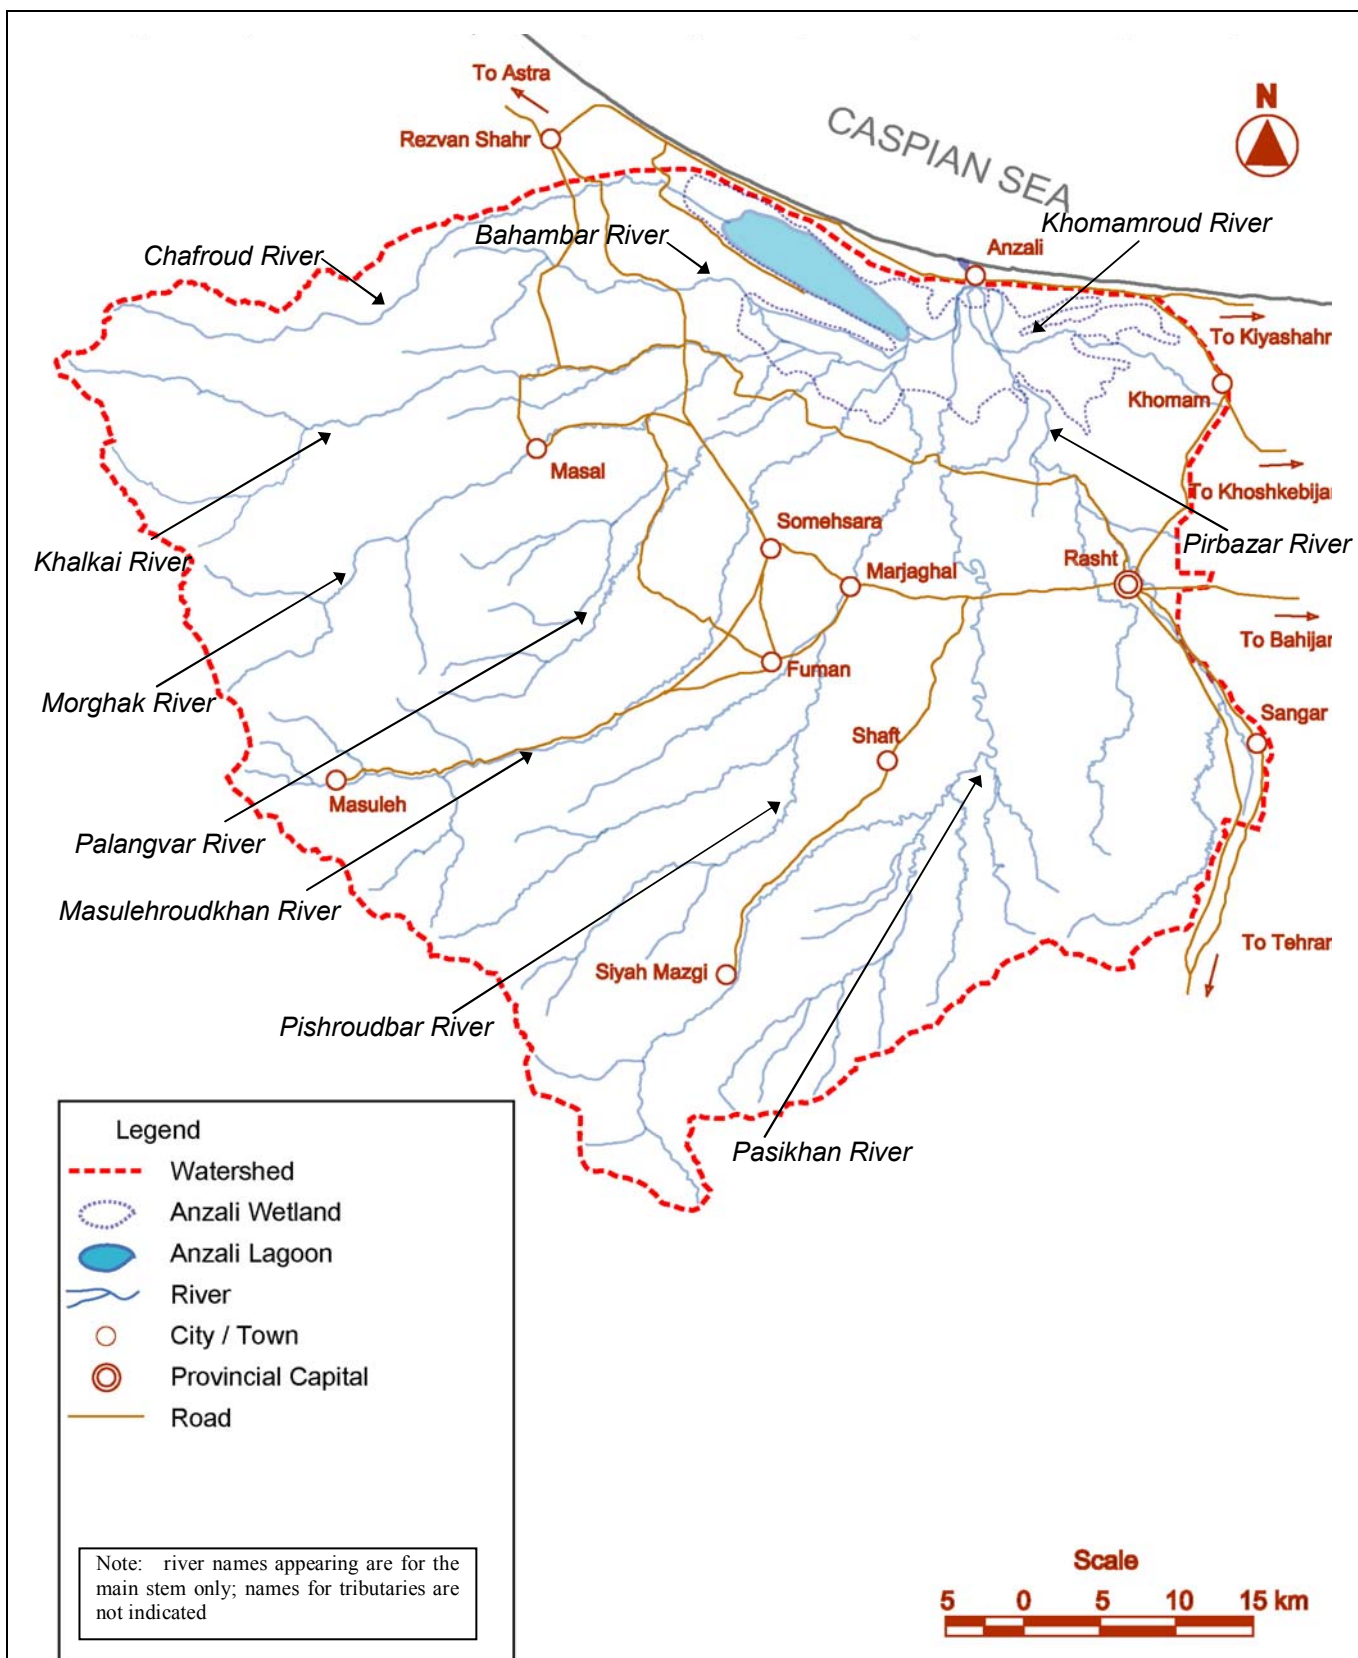 To Astra
N
Rezvan Shahr
CASPIAN SEA
Khomamroud River
Bahambar River
Anzali
Chafroud River
To Kiyashahr
Khomam
Masal
To Khoshkebijar
Somehsara
Pirbazar River
Khalkai River
Marjaghal
Rasht
To Bahijar
Fuman
Morghak River
Sangar
Shaft
Masuleh
Palangvar River
Masulehroudkhan River
To Tehran
Siyah Mazgi
Pishroudbar River
Pasikhan River
Legend
Watershed
Anzali Wetland
Anzali Lagoon
River
City / Town
Provincial Capital
Road
Note: river names appearing are for the
main stem only; names for tributaries are
not indicated
Scale
5 0 5 10 15 km